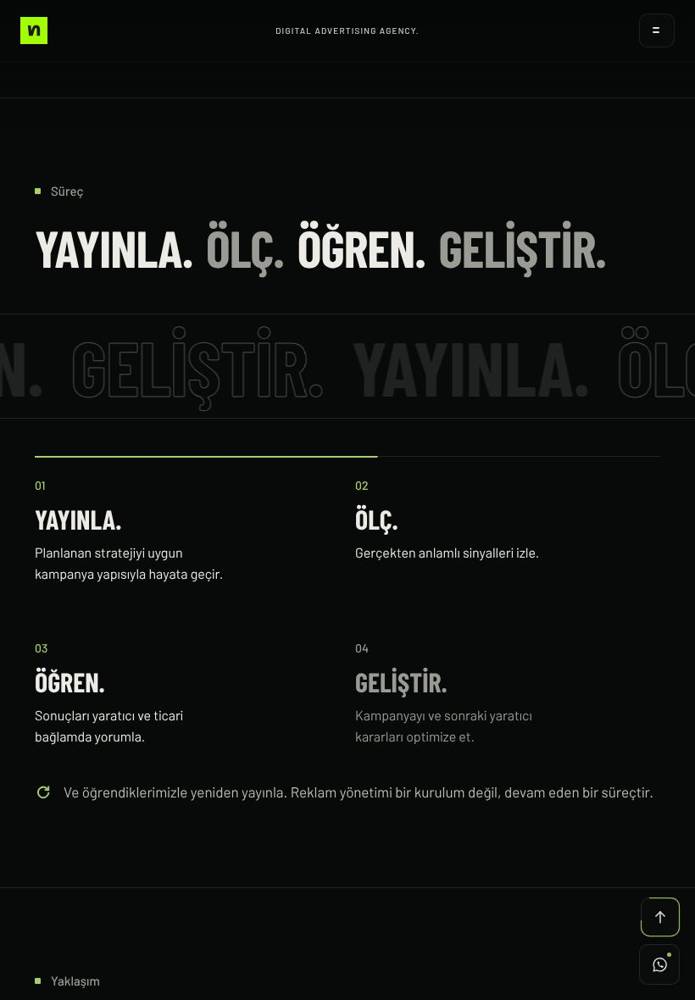 n
DIGITAL ADVERTISING AGENCY.
Süreç
YAYINLA. ÖLÇ. ÖĞREN. GELİŞTİR.
N. GELİŞTİR. YAYINLA. ÖLÇ
01
YAYINLA.
Planlanan stratejiyi uygun
kampanya yapısıyla hayata geçir.
02
ÖLÇ.
Gerçekten anlamlı sinyalleri izle.
03
ÖĞREN.
Sonuçları yaratıcı ve ticari
bağlamda yorumla.
04
GELİŞTİR.
Kampanyayı ve sonraki yaratıcı
kararları optimize et.
Ve öğrendiklerimizle yeniden yayınla. Reklam yönetimi bir kurulum değil, devam eden bir süreçtir.
Yaklaşım